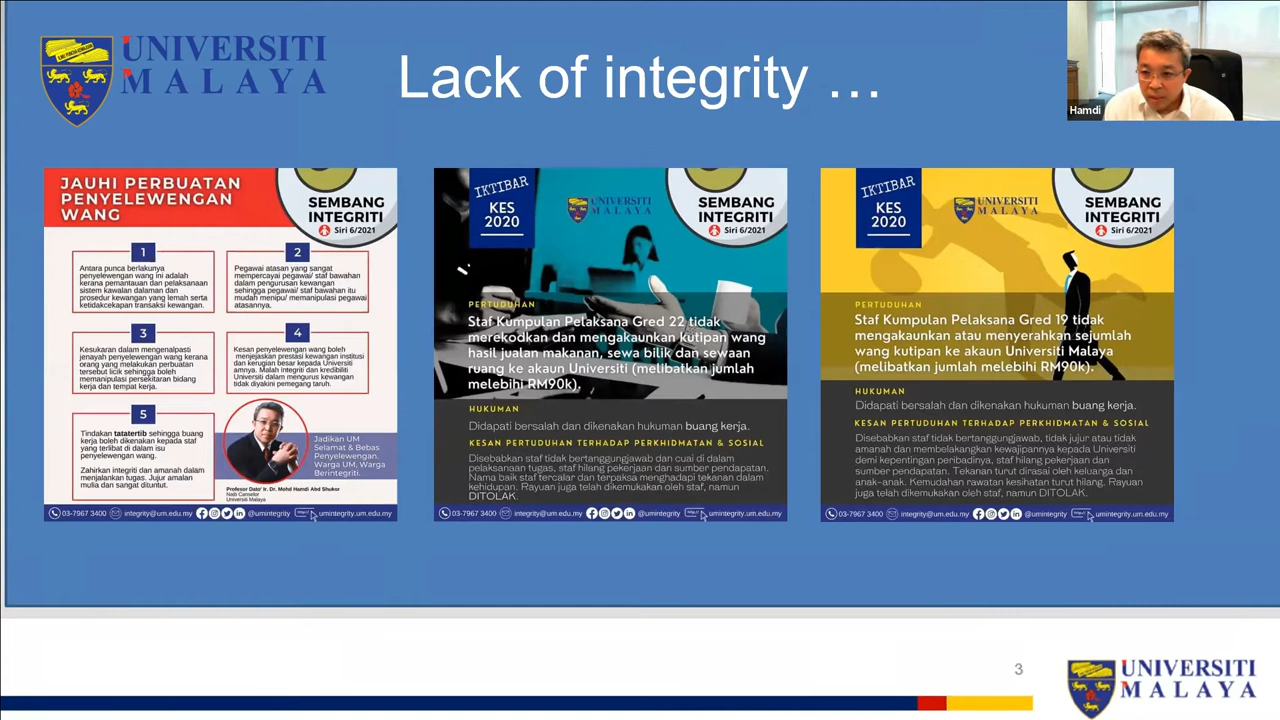 UNIVERSITI
MALAYA
Lack of integrity ...
Hamdi
JAUHI PERBUATAN
PENYELEWENGAN
WANG
SEMBANG
INTEGRITI
Siri 6/2021
1
Antara punca berlakunya
penyelewengan wang ini adalah
kerana pemantauan dan pelaksanaan
sistem kawalan dalaman dan
prosedur kewangan yang lemah serta
ketidakcekapan transaksi kewangan.
2
Pegawai atasan yang sangat
mempercayai pegawai/ staf bawahan
dalam pengurusan kewangan
sehingga pegawai/ staf bawahan itu
mudah menipu/ memanipulasi pegawai
atasannya.
3
Kesukaran dalam mengenalpasti
jenayah penyelewengan wang kerana
orang yang melakukan perbuatan
tersebut licik sehingga boleh
memanipulasi persekitaran bidang
kerja dan tempat kerja.
4
Kesan penyelewengan wang boleh
menjejaskan prestasi kewangan institusi
dan kerugian besar kepada Universiti
amnya. Malah integriti dan kredibiliti
Universiti dalam mengurus kewangan
tidak diyakini pemegang taruh.
5
Tindakan tatatertib sehingga buang
kerja boleh dikenakan kepada staf
yang terlibat di dalam isu
penyelewengan wang.
Zahirkan integriti dan amanah dalam
menjalankan tugas. Jujur amalan
mulia dan sangat dituntut.
Jadikan UM
Selamat & Bebas
Penyelewengan.
Warga UM, Warga
Berintegriti.
Profesor Dato' Ir. Dr. Mohd Hamdi Abd Shukor
Naib Canselor
Universiti Malaya
03-7967 3400 integrity@um.edu.my @umintegrity umintegrity.um.edu.my
IKTIBAR
KES
2020
UNIVERSITI
MALAYA
SEMBANG
INTEGRITI
Siri 6/2021
PERTUDUHAN
Staf Kumpulan Pelaksana Gred 22 tidak
merekodkan dan mengakaunkan kutipan wang
hasil jualan makanan, sewa bilik dan sewaan
ruang ke akaun Universiti (melibatkan jumlah
melebihi RM90k).
HUKUMAN
Didapati bersalah dan dikenakan hukuman buang kerja.
KESAN PERTUDUHAN TERHADAP PERKHIDMATAN & SOSIAL
Disebabkan staf tidak bertanggungjawab dan cuai di dalam
pelaksanaan tugas, staf hilang pekerjaan dan sumber pendapatan.
Nama baik staf tercalar dan terpaksa menghadapi tekanan dalam
kehidupan. Rayuan juga telah dikemukakan oleh staf, namun
DITOLAK.
03-7967 3400 integrity@um.edu.my @umintegrity umintegrity.um.edu.my
IKTIBAR
KES
2020
UNIVERSITI
MALAYA
SEMBANG
INTEGRITI
Siri 6/2021
PERTUDUHAN
Staf Kumpulan Pelaksana Gred 19 tidak
mengakaunkan atau menyerahkan sejumlah
wang kutipan ke akaun Universiti Malaya
(melibatkan jumlah melebihi RM90k).
HUKUMAN
Didapati bersalah dan dikenakan hukuman buang kerja.
KESAN PERTUDUHAN TERHADAP PERKHIDMATAN & SOSIAL
Disebabkan staf tidak bertanggungjawab, tidak jujur atau tidak
amanah dan membelakangkan kewajipannya kepada Universiti
demi kepentingan peribadinya, staf hilang pekerjaan dan
sumber pendapatan. Tekanan turut dirasai oleh keluarga dan
anak-anak. Kemudahan rawatan kesihatan turut hilang. Rayuan
juga telah dikemukakan oleh staf, namun DITOLAK.
03-7967 3400 integrity@um.edu.my @umintegrity umintegrity.um.edu.my
3
UNIVERSITI
MALAYA